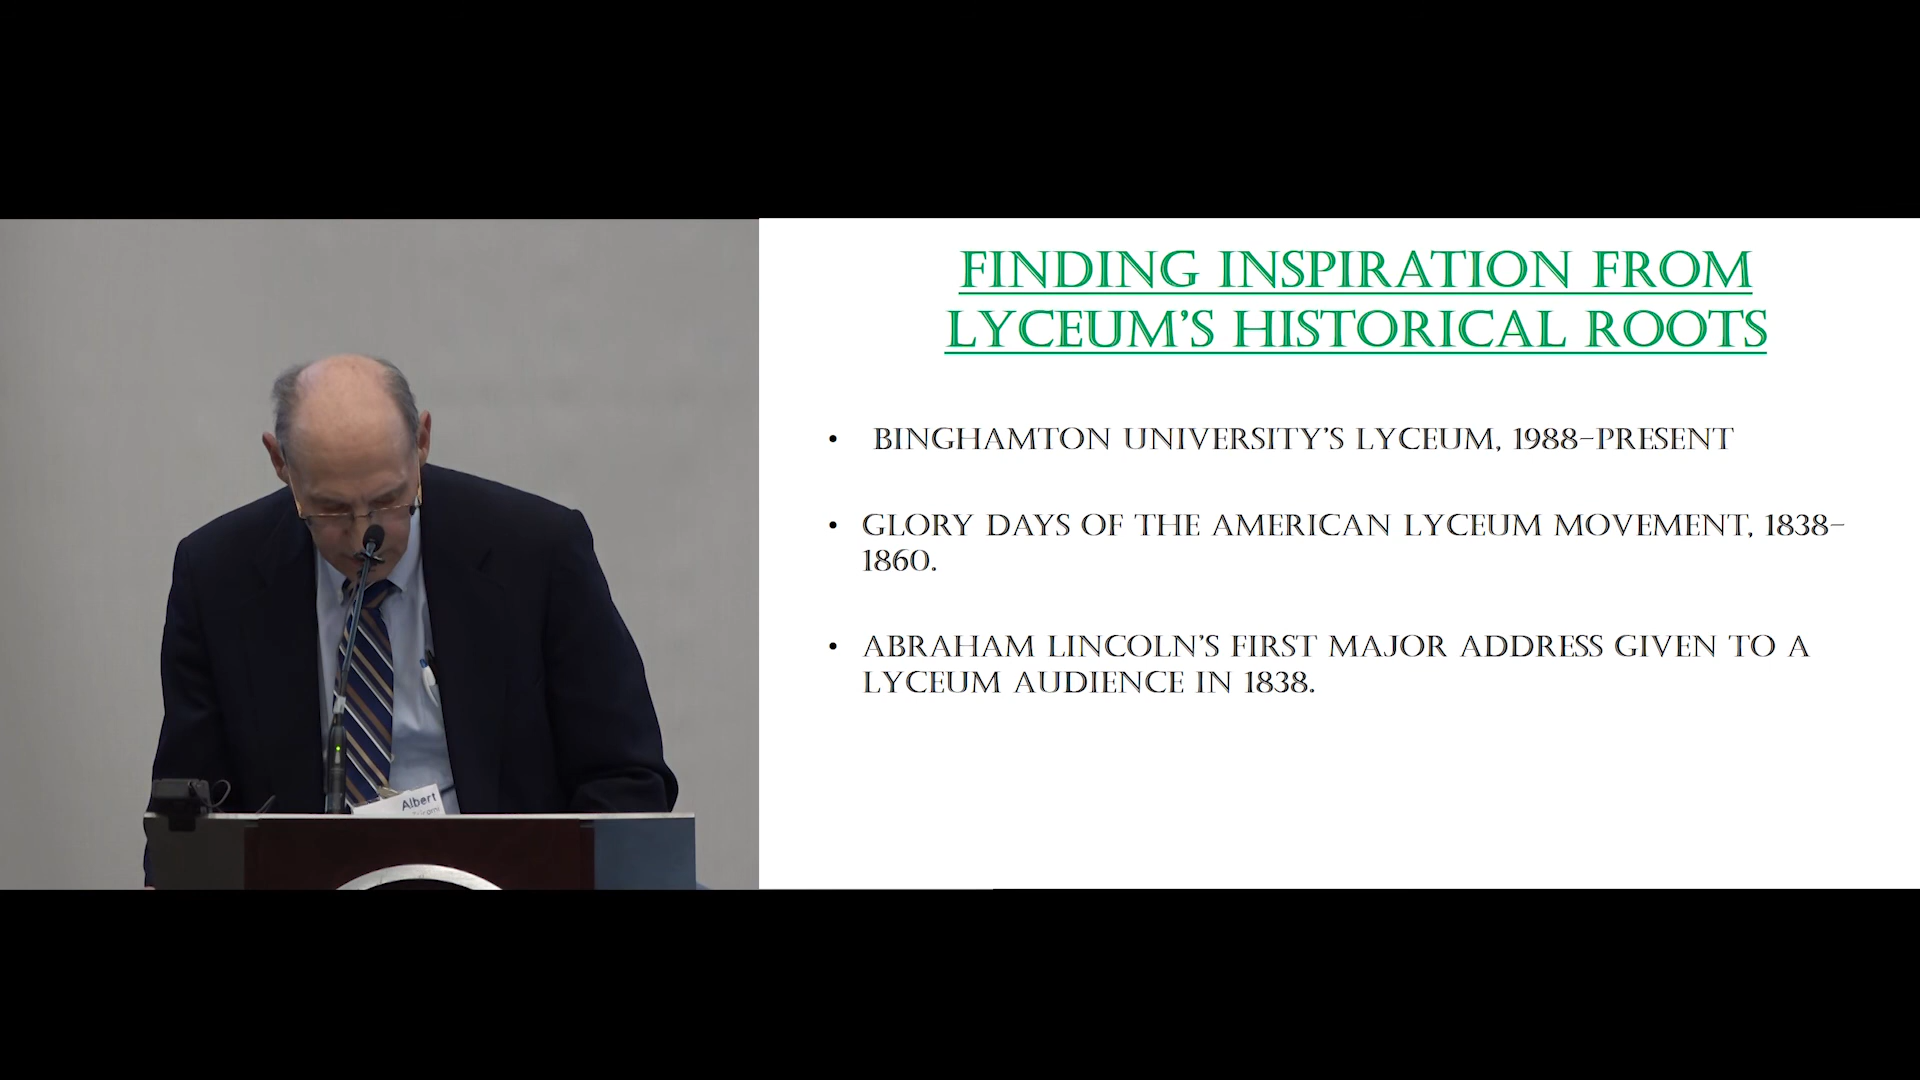 FINDING INSPIRATION FROM
LYCEUM’S HISTORICAL ROOTS
• BINGHAMTON UNIVERSITY’S LYCEUM, 1988–PRESENT
• GLORY DAYS OF THE AMERICAN LYCEUM MOVEMENT, 1838–
1860.
• ABRAHAM LINCOLN’S FIRST MAJOR ADDRESS GIVEN TO A
LYCEUM AUDIENCE IN 1838.
Albert